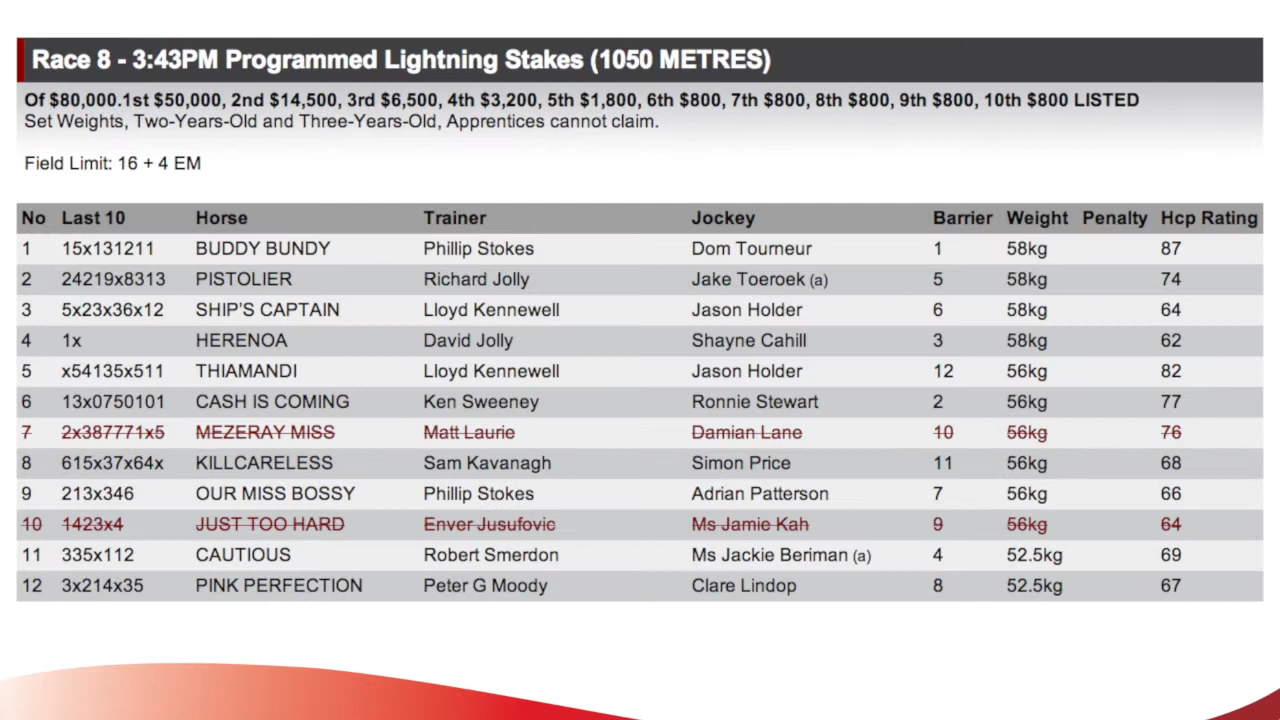 Race 8 - 3:43PM Programmed Lightning Stakes (1050 METRES)
Of $80,000.1st $50,000, 2nd $14,500, 3rd $6,500, 4th $3,200, 5th $1,800, 6th $800, 7th $800, 8th $800, 9th $800, 10th $800 LISTED
Set Weights, Two-Years-Old and Three-Years-Old, Apprentices cannot claim.
Field Limit: 16 + 4 EM
No Last 10 Horse Trainer Jockey Barrier Weight Penalty Hcp Rating
1 15x131211 BUDDY BUNDY Phillip Stokes Dom Tourneur 1 58kg 87
2 24219x8313 PISTOLIER Richard Jolly Jake Toeroek (a) 5 58kg 74
3 5x23x36x12 SHIP'S CAPTAIN Lloyd Kennewell Jason Holder 6 58kg 64
4 1x HERENOA David Jolly Shayne Cahill 3 58kg 62
5 x54135x511 THIAMANDI Lloyd Kennewell Jason Holder 12 56kg 82
6 13x0750101 CASH IS COMING Ken Sweeney Ronnie Stewart 2 56kg 77
7 2x387771x5 MEZERAY MISS Matt Laurie Damian Lane 10 56kg 76
8 615x37x64x KILLCARELESS Sam Kavanagh Simon Price 11 56kg 68
9 213x346 OUR MISS BOSSY Phillip Stokes Adrian Patterson 7 56kg 66
10 1423x4 JUST TOO HARD Enver Jusufovic Ms Jamie Kah 9 56kg 64
11 335x112 CAUTIOUS Robert Smerdon Ms Jackie Beriman (a) 4 52.5kg 69
12 3x214x35 PINK PERFECTION Peter G Moody Clare Lindop 8 52.5kg 67